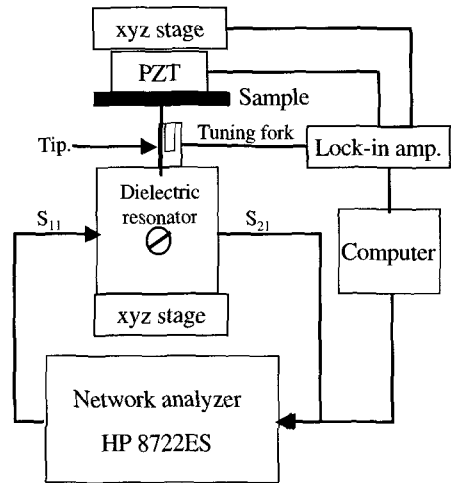 xyz stage
PZT
Sample
Tip.
Tuning fork
Lock-in amp.
Dielectric
resonator
S11
S21
Computer
xyz stage
Network analyzer
HP 8722ES